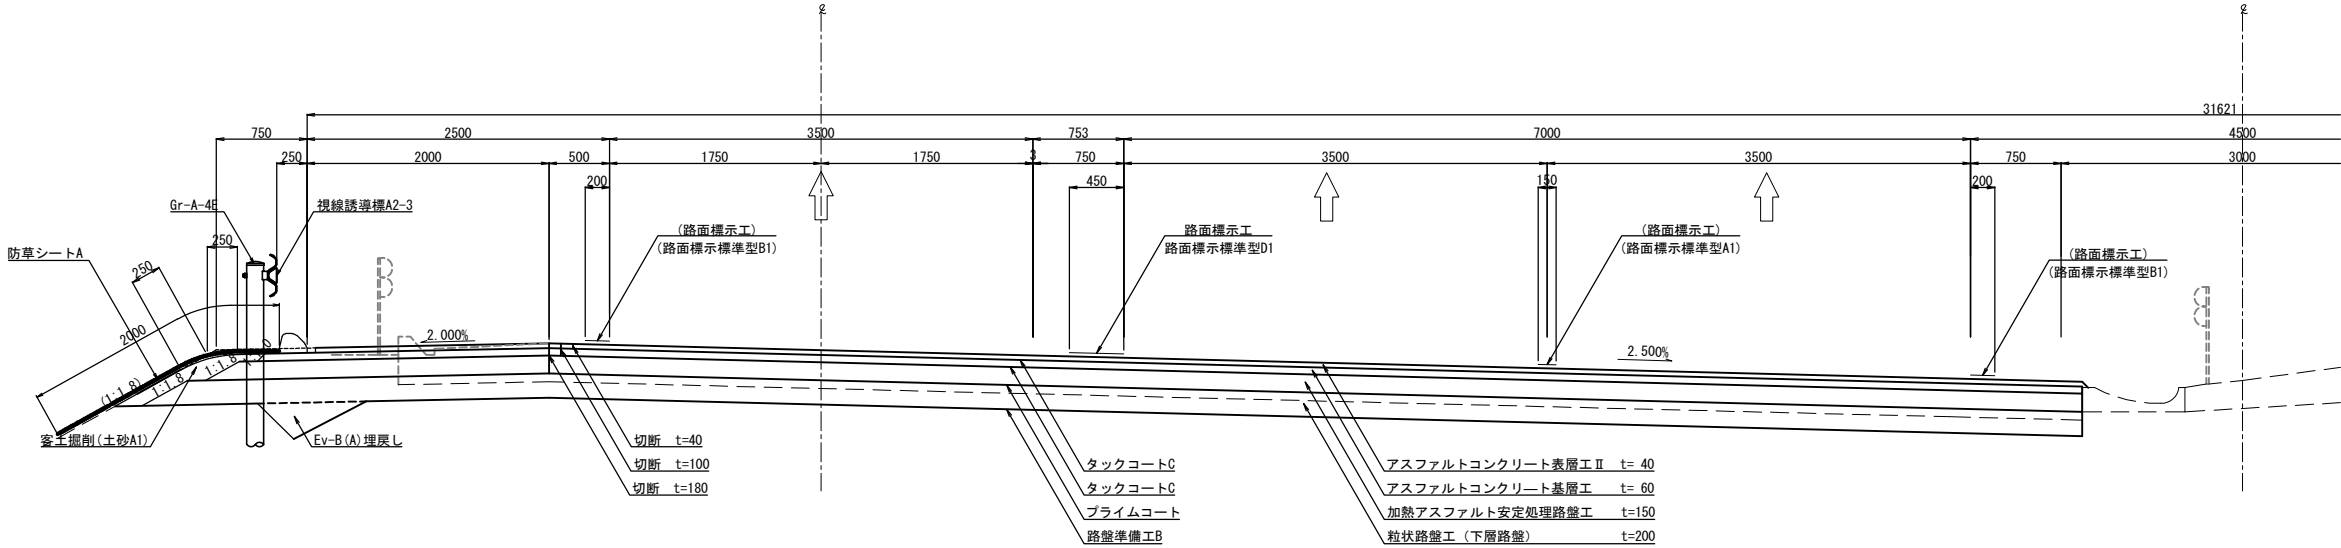 ℄
℄
31621
750
2500
3500
753
7000
4500
250
2000
500
1750
1750
3
750
3500
3500
750
3000
200
450
150
200
Gr-A-4E
視線誘導標A2-3
防草シートA
250
250
2000
(路面標示工)
(路面標示標準型B1)
路面標示工
路面標示標準型D1
(路面標示工)
(路面標示標準型A1)
(路面標示工)
(路面標示標準型B1)
2.000%
2.500%
(1:1.8)
1:1.8
1:1.8
客土掘削(土砂A1)
Ev-B(A)埋戻し
切断 t=40
切断 t=100
切断 t=180
タックコートC
タックコートC
プライムコート
路盤準備工B
アスファルトコンクリート表層工Ⅱ t= 40
アスファルトコンクリート基層工 t= 60
加熱アスファルト安定処理路盤工 t=150
粒状路盤工（下層路盤） t=200